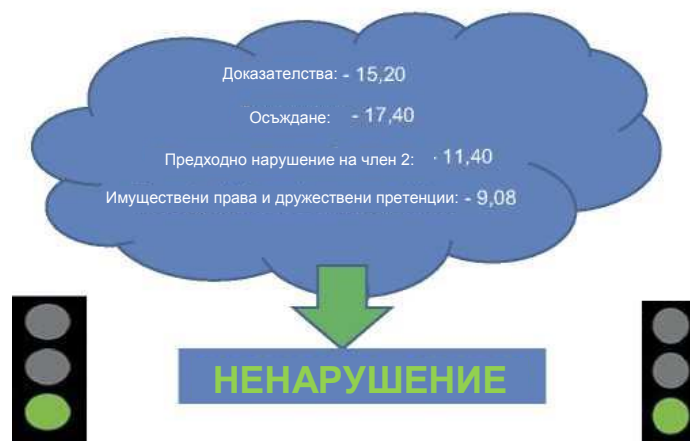 Доказателства: - 15,20
Осъждане: - 17,40
Предходно нарушение на член 2: · 11,40
Имуществени права и дружествени претенции: - 9,08
НЕНАРУШЕНИЕ